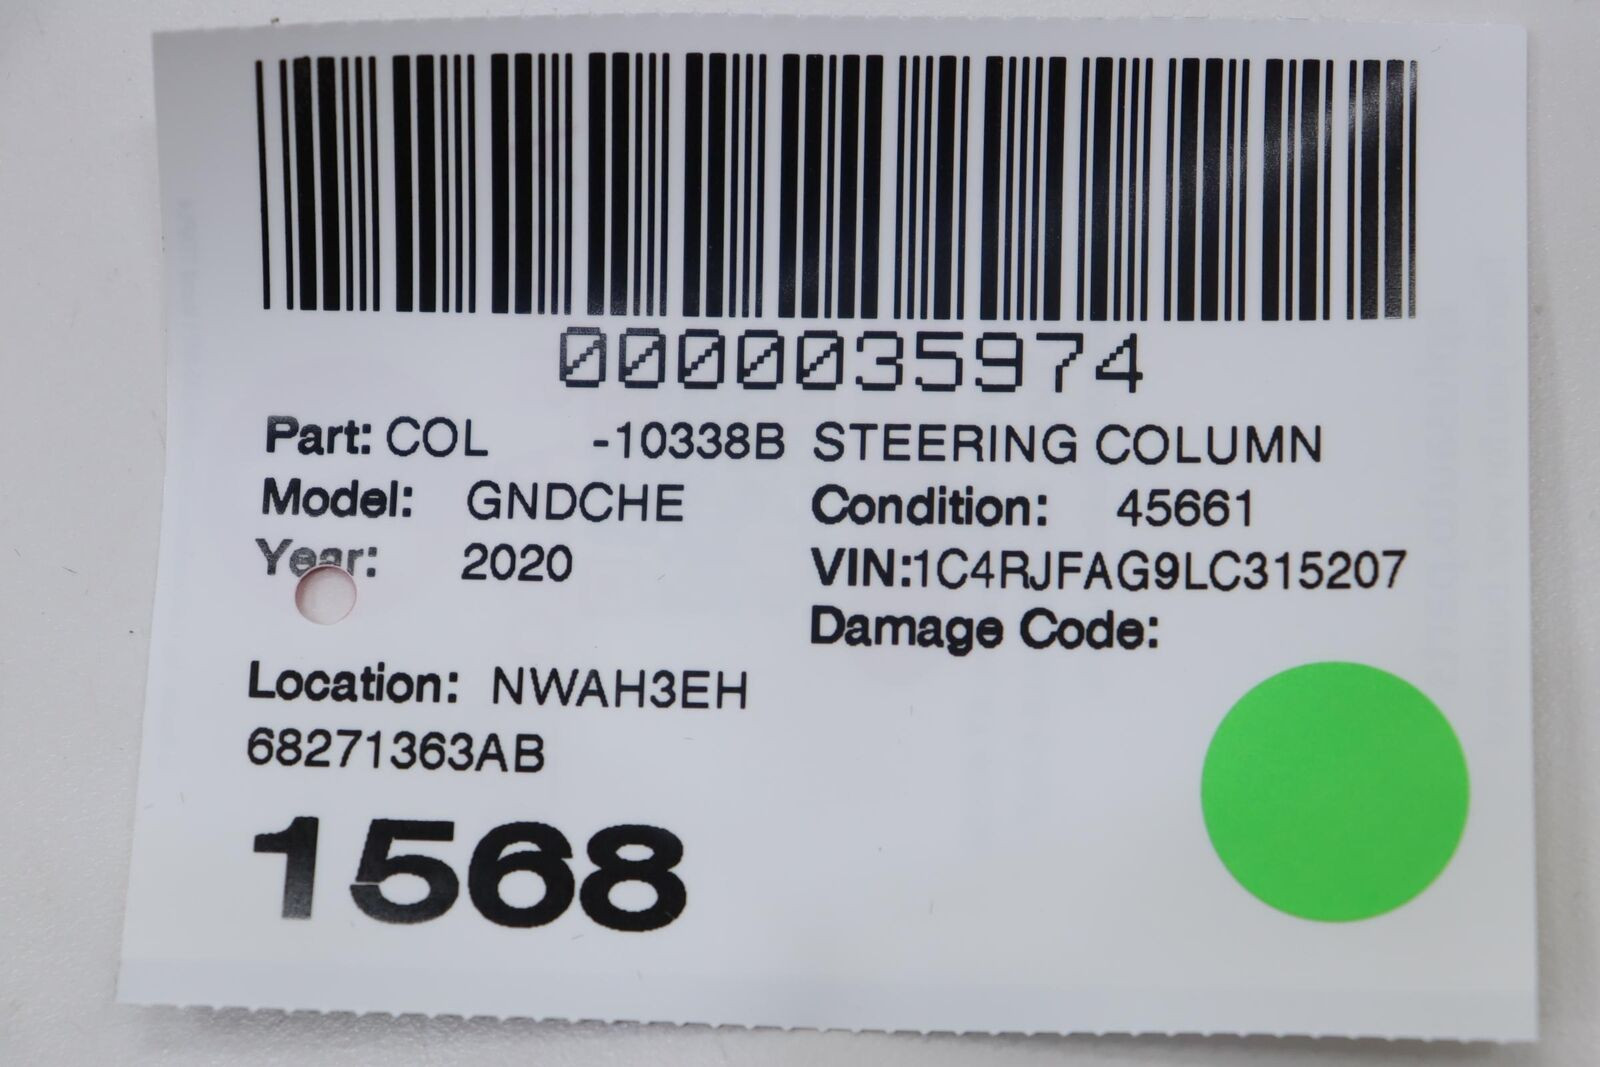 0000035974
Part: COL -10338B STEERING COLUMN
Model: GNDCHE Condition: 45661
Year: 2020 VIN:1C4RJFAG9LC315207
Damage Code:
Location: NWAH3EH
68271363AB
1568